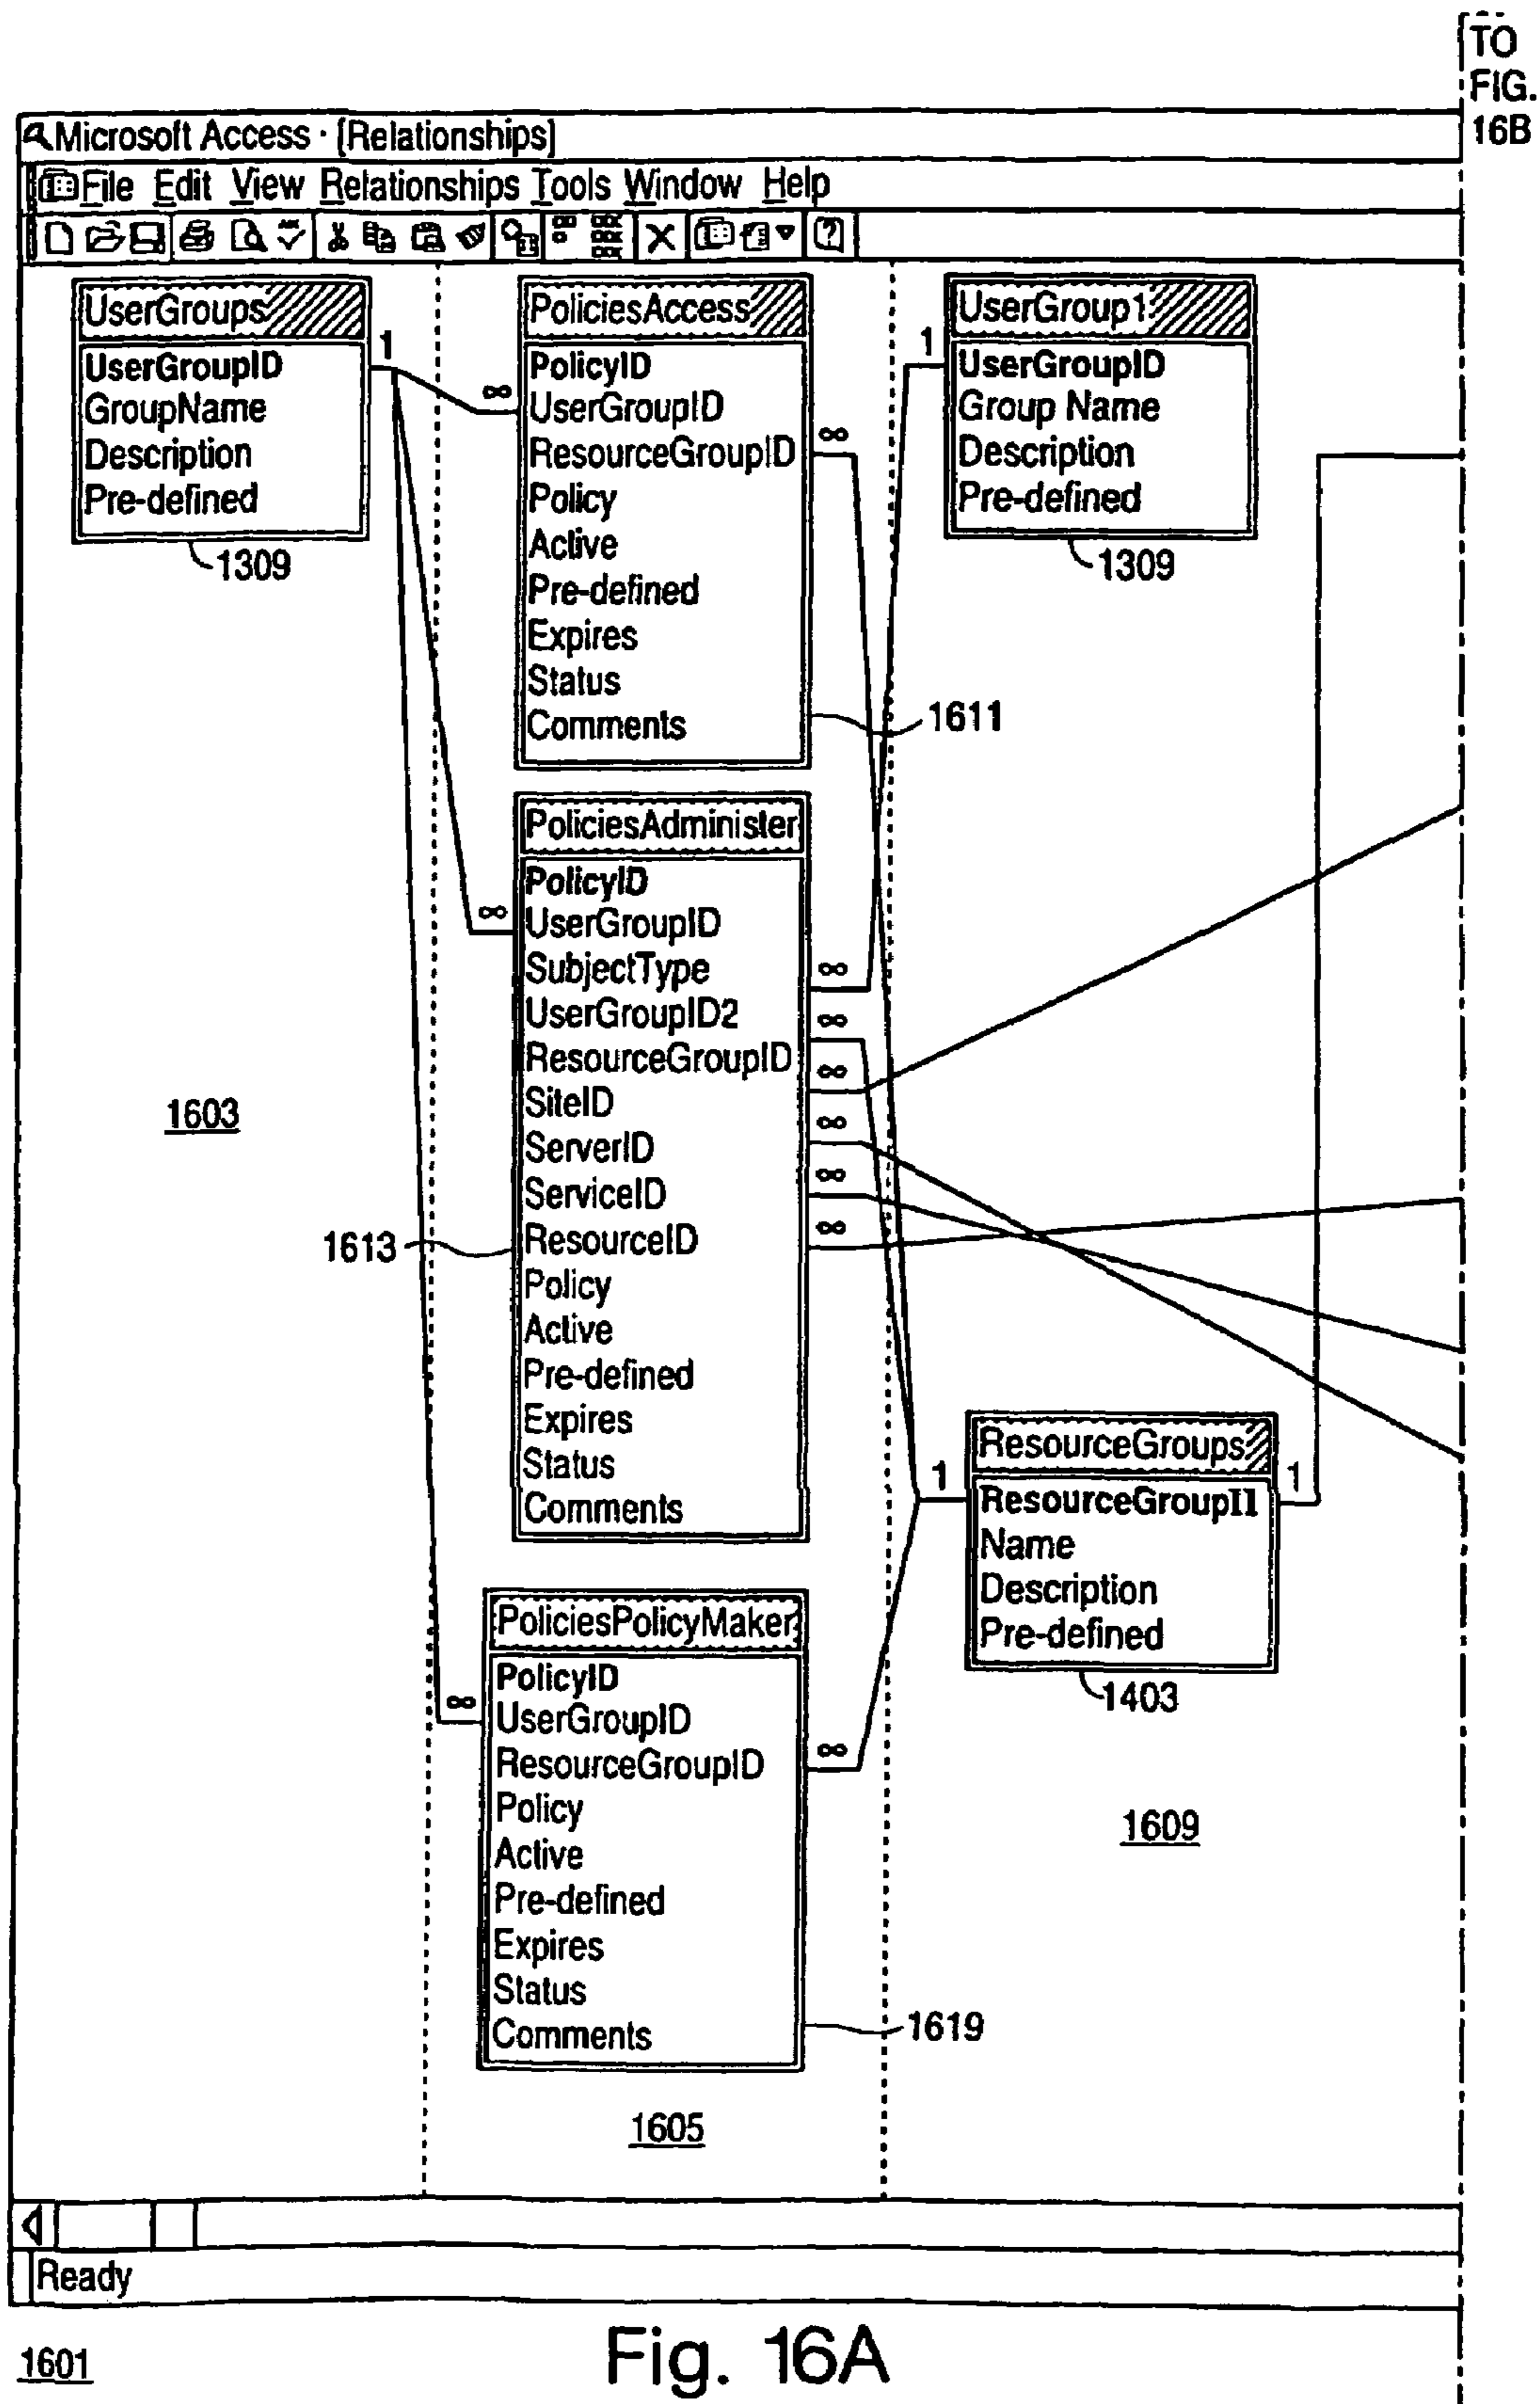 TO
FIG.
16B
Microsoft Access · [Relationships]
File Edit View Relationships Tools Window Help
UserGroups
UserGroupID
GroupName
Description
Pre-defined
1309
1
∞
PoliciesAccess
PolicyID
UserGroupID
ResourceGroupID
Policy
Active
Pre-defined
Expires
Status
Comments
∞
1611
1
UserGroup1
UserGroupID
Group Name
Description
Pre-defined
1309
1603
∞
PoliciesAdminister
PolicyID
UserGroupID
SubjectType
UserGroupID2
ResourceGroupID
SiteID
ServerID
ServiceID
ResourceID
Policy
Active
Pre-defined
Expires
Status
Comments
∞
∞
∞
∞
∞
∞
1613
1
ResourceGroups
ResourceGroupII
Name
Description
Pre-defined
1
1403
∞
PoliciesPolicyMaker
PolicyID
UserGroupID
ResourceGroupID
Policy
Active
Pre-defined
Expires
Status
Comments
∞
1619
1609
1605
Ready
1601
Fig. 16A